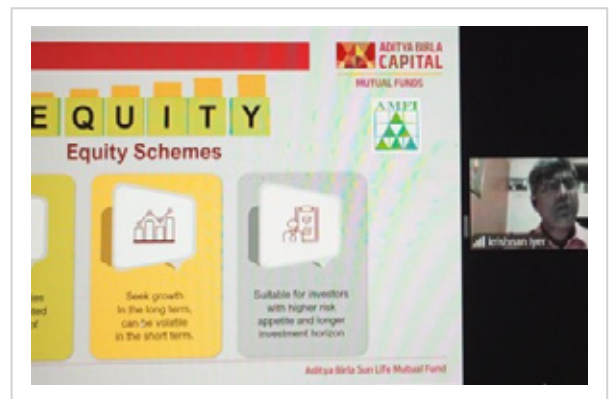 ADITYA BIRLA
CAPITAL
MUTUAL FUNDS
AMFI
EQUITY
Equity Schemes
Seek growth
in the long term,
can be volatile
in the short term.
Suitable for investors
with higher risk
appetite and longer
investment horizon
krishnan iyer
Aditya Birla Sun Life Mutual Fund